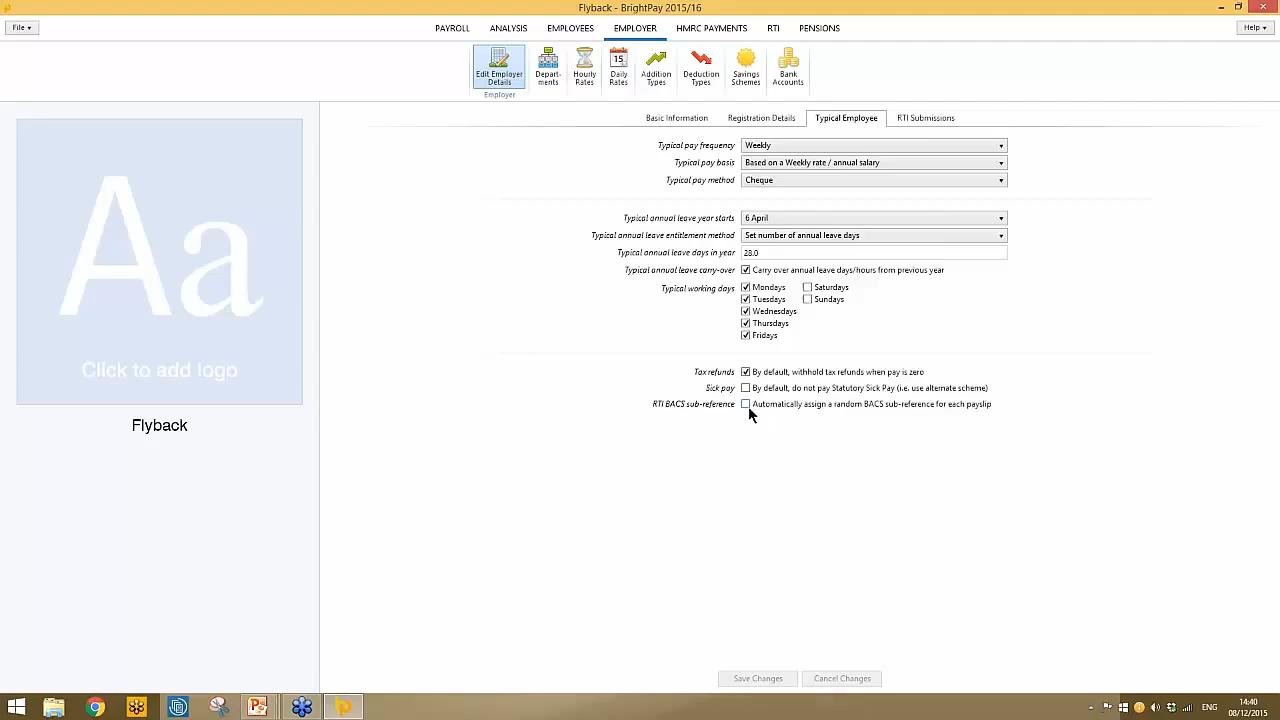 Flyback - BrightPay 2015/16
File
PAYROLL ANALYSIS EMPLOYEES EMPLOYER HMRC PAYMENTS RTI PENSIONS
Help
Edit Employer Details
Depart-ments
Hourly Rates
15
Daily Rates
Addition Types
Deduction Types
Savings Schemes
Bank Accounts
Employer
Basic Information Registration Details Typical Employee RTI Submissions
Aa
Click to add logo
Flyback
Typical pay frequency Weekly
Typical pay basis Based on a Weekly rate / annual salary
Typical pay method Cheque
Typical annual leave year starts 6 April
Typical annual leave entitlement method Set number of annual leave days
Typical annual leave days in year 28.0
Typical annual leave carry-over Carry over annual leave days/hours from previous year
Typical working days Mondays Saturdays
Tuesdays Sundays
Wednesdays
Thursdays
Fridays
Tax refunds By default, withhold tax refunds when pay is zero
Sick pay By default, do not pay Statutory Sick Pay (i.e. use alternate scheme)
RTI BACS sub-reference Automatically assign a random BACS sub-reference for each payslip
Save Changes Cancel Changes
ENG
14:40
08/12/2015